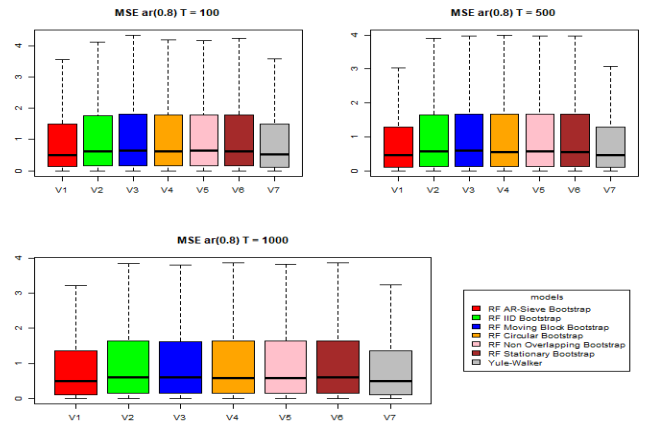 MSE ar(0.8) T = 100
4
3
2
1
0
V1 V2 V3 V4 V5 V6 V7
MSE ar(0.8) T = 500
4
3
2
1
0
V1 V2 V3 V4 V5 V6 V7
MSE ar(0.8) T = 1000
4
3
2
1
0
V1 V2 V3 V4 V5 V6 V7
models
RF AR-Sieve Bootstrap
RF IID Bootstrap
RF Moving Block Bootstrap
RF Circular Bootstrap
RF Non Overlapping Bootstrap
RF Stationary Bootstrap
Yule-Walker